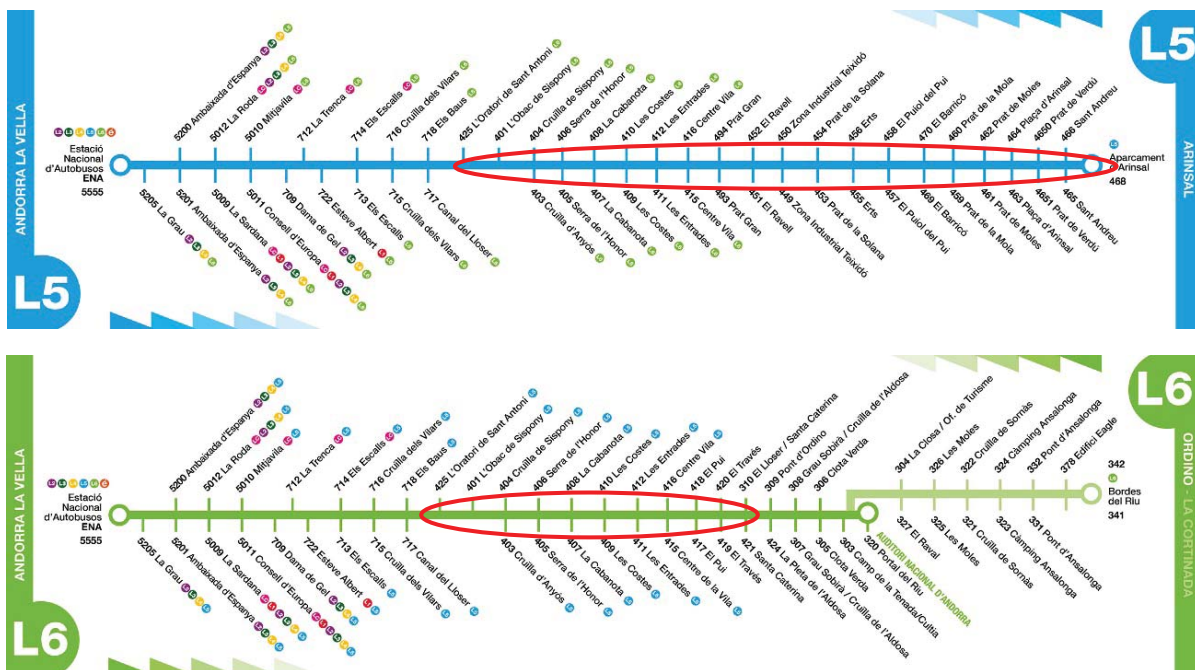 L5
ANDORRA LA VELLA
L5
ARINSAL
Estació
Nacional
d'Autobusos
ENA
5555
5200 Ambaixada d'Espanya
5012 La Roda
5010 Mitjavila
712 La Trenca
714 Els Escalls
716 Cruïlla dels Vilars
718 Els Baus
425 L'Oratori de Sant Antoni
401 L'Obac de Sispony
404 Cruïlla de Sispony
406 Serra de l'Honor
408 La Cabanota
410 Les Costes
412 Les Entrades
416 Centre Vila
494 Prat Gran
452 El Ravell
450 Zona Industrial Teixidó
454 Prat de la Solana
456 Erts
458 El Pujol del Pui
470 El Barricó
460 Prat de la Mola
462 Prat de Moles
464 Plaça d'Arinsal
4650 Prat de Verdú
466 Sant Andreu
Aparcament
d'Arinsal
468
5205 La Grau
5201 Ambaixada d'Espanya
5009 La Sardana
5011 Consell d'Europa
709 Dama de Gel
722 Esteve Albert
713 Els Escalls
715 Cruïlla dels Vilars
717 Canal del Lloser
403 Cruïlla d'Anyós
405 Serra de l'Honor
407 La Cabanota
409 Les Costes
411 Les Entrades
415 Centre Vila
493 Prat Gran
451 El Ravell
449 Zona Industrial Teixidó
453 Prat de la Solana
455 Erts
457 El Pujol del Pui
469 El Barricó
459 Prat de la Mola
461 Prat de Moles
463 Plaça d'Arinsal
4651 Prat de Verdú
465 Sant Andreu
L6
ANDORRA LA VELLA
L6
ORDINO - LA CORTINADA
Estació
Nacional
d'Autobusos
ENA
5555
5200 Ambaixada d'Espanya
5012 La Roda
5010 Mitjavila
712 La Trenca
714 Els Escalls
716 Cruïlla dels Vilars
718 Els Baus
425 L'Oratori de Sant Antoni
401 L'Obac de Sispony
404 Cruïlla de Sispony
406 Serra de l'Honor
408 La Cabanota
410 Les Costes
412 Les Entrades
416 Centre Vila
418 El Pui
420 El Través
310 El Lloser / Santa Caterina
309 Pont d'Ordino
308 Grau Sobirà / Cruïlla de l'Aldosa
306 Clota Verda
304 La Closa / Of. de Turisme
326 Les Moles
322 Cruïlla de Sornàs
324 Càmping Ansalonga
332 Pont d'Ansalonga
378 Edifici Eagle
342
Bordes
del Riu
341
5205 La Grau
5201 Ambaixada d'Espanya
5009 La Sardana
5011 Consell d'Europa
709 Dama de Gel
722 Esteve Albert
713 Els Escalls
715 Cruïlla dels Vilars
717 Canal del Lloser
403 Cruïlla d'Anyós
405 Serra de l'Honor
407 La Cabanota
409 Les Costes
411 Les Entrades
415 Centre de la Vila
417 El Pui
419 El Través
421 Santa Caterina
424 La Pleta de l'Aldosa
307 Grau Sobirà / Cruïlla de l'Aldosa
305 Clota Verda
303 Camp de la Tenada/Cultia
320 Portal del Riu
AUDITORI NACIONAL D'ANDORRA
327 El Raval
325 Les Moles
321 Cruïlla de Sornàs
323 Càmping Ansalonga
331 Pont d'Ansalonga